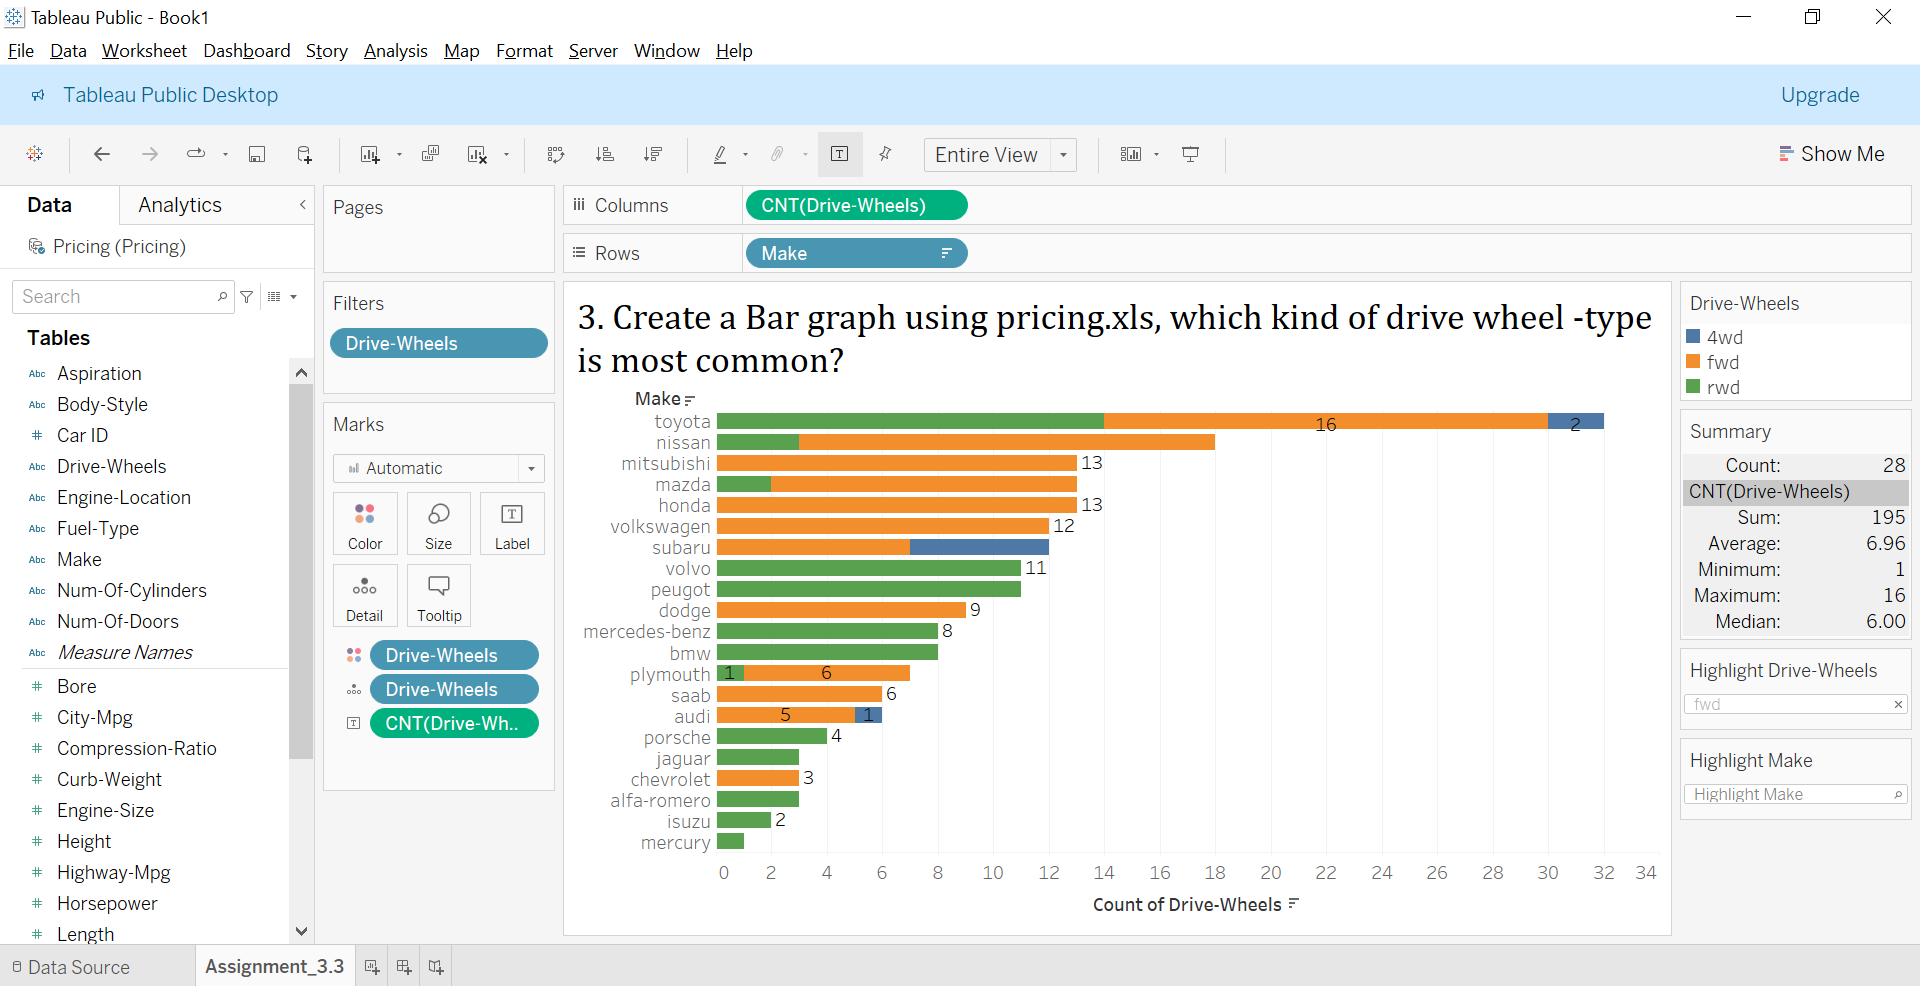 Tableau Public - Book1
File Data Worksheet Dashboard Story Analysis Map Format Server Window Help
Tableau Public Desktop
Upgrade
Entire View
Show Me
Data
Analytics
Pricing (Pricing)
Search
Tables
Abc Aspiration
Abc Body-Style
# Car ID
Abc Drive-Wheels
Abc Engine-Location
Abc Fuel-Type
Abc Make
Abc Num-Of-Cylinders
Abc Num-Of-Doors
Abc Measure Names
# Bore
# City-Mpg
# Compression-Ratio
# Curb-Weight
# Engine-Size
# Height
# Highway-Mpg
# Horsepower
# Length
Pages
Filters
Drive-Wheels
Marks
Automatic
Color
Size
T
Label
Detail
Tooltip
Drive-Wheels
Drive-Wheels
T CNT(Drive-Wh..
Columns
CNT(Drive-Wheels)
Rows
Make
3. Create a Bar graph using pricing.xls, which kind of drive wheel -type
is most common?
Make
toyota 16 2
nissan
mitsubishi 13
mazda
honda 13
volkswagen 12
subaru
volvo 11
peugot
dodge 9
mercedes-benz 8
bmw
plymouth 1 6
saab 6
audi 5 1
porsche 4
jaguar
chevrolet 3
alfa-romero
isuzu 2
mercury
0 2 4 6 8 10 12 14 16 18 20 22 24 26 28 30 32 34
Count of Drive-Wheels
Drive-Wheels
4wd
fwd
rwd
Summary
Count: 28
CNT(Drive-Wheels)
Sum: 195
Average: 6.96
Minimum: 1
Maximum: 16
Median: 6.00
Highlight Drive-Wheels
fwd
Highlight Make
Highlight Make
Data Source
Assignment_3.3